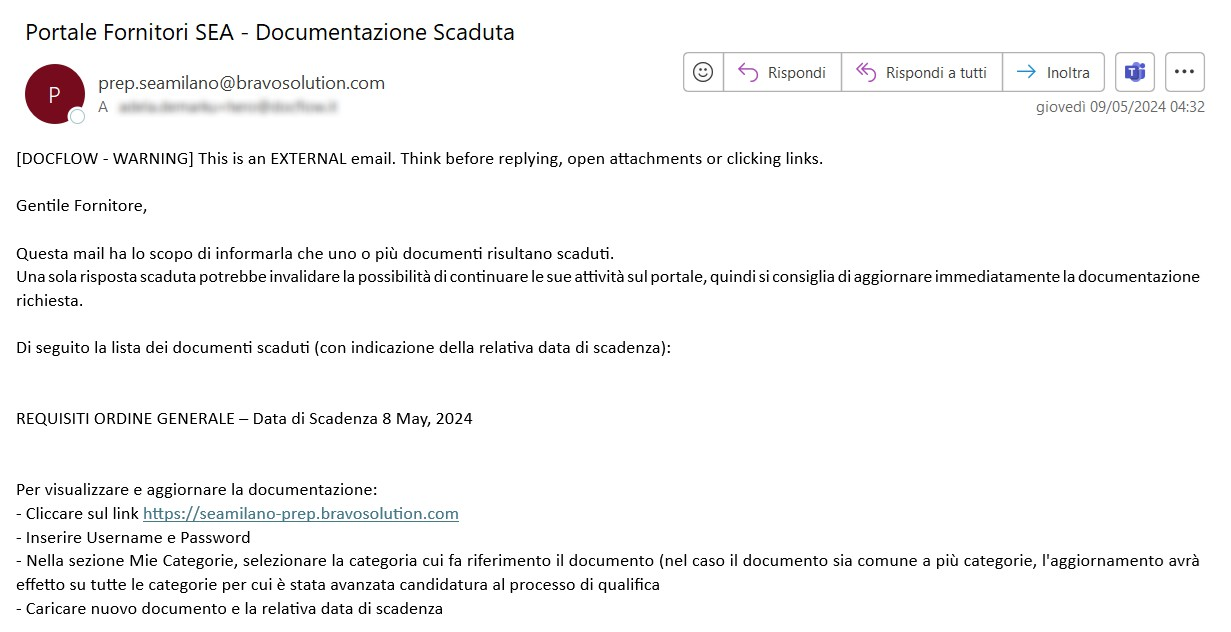 Portale Fornitori SEA - Documentazione Scaduta
P
prep.seamilano@bravosolution.com
A
Rispondi
Rispondi a tutti
Inoltra
giovedì 09/05/2024 04:32
[DOCFLOW - WARNING] This is an EXTERNAL email. Think before replying, open attachments or clicking links.
Gentile Fornitore,
Questa mail ha lo scopo di informarla che uno o più documenti risultano scaduti.
Una sola risposta scaduta potrebbe invalidare la possibilità di continuare le sue attività sul portale, quindi si consiglia di aggiornare immediatamente la documentazione
richiesta.
Di seguito la lista dei documenti scaduti (con indicazione della relativa data di scadenza):
REQUISITI ORDINE GENERALE – Data di Scadenza 8 May, 2024
Per visualizzare e aggiornare la documentazione:
- Cliccare sul link https://seamilano-prep.bravosolution.com
- Inserire Username e Password
- Nella sezione Mie Categorie, selezionare la categoria cui fa riferimento il documento (nel caso il documento sia comune a più categorie, l'aggiornamento avrà
effetto su tutte le categorie per cui è stata avanzata candidatura al processo di qualifica
- Caricare nuovo documento e la relativa data di scadenza